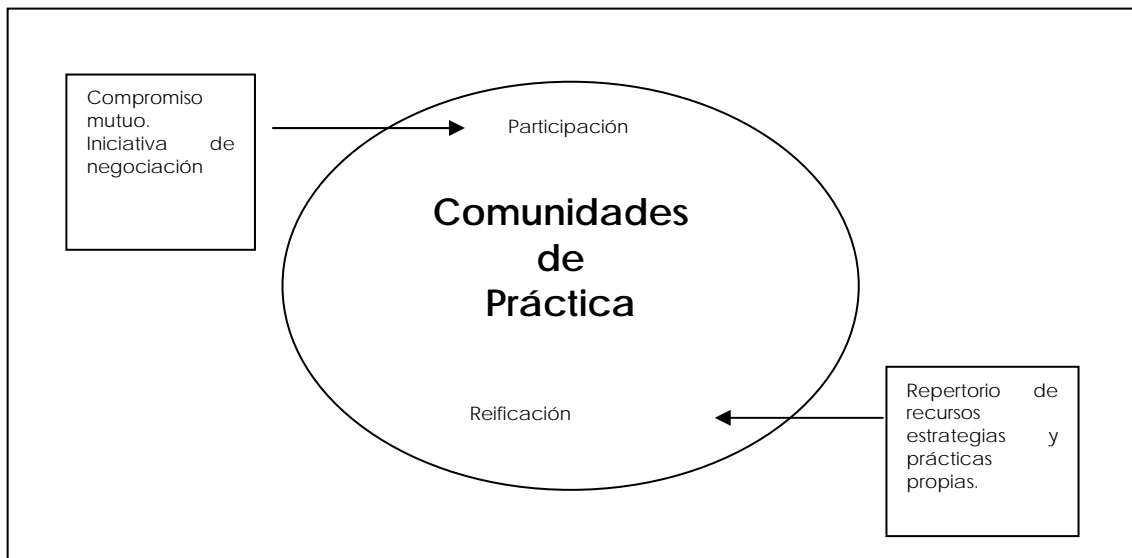 Compromiso
mutuo.
Iniciativa de
negociación
Participación
Comunidades
de
Práctica
Reificación
Repertorio de
recursos
estrategias y
prácticas
propias.